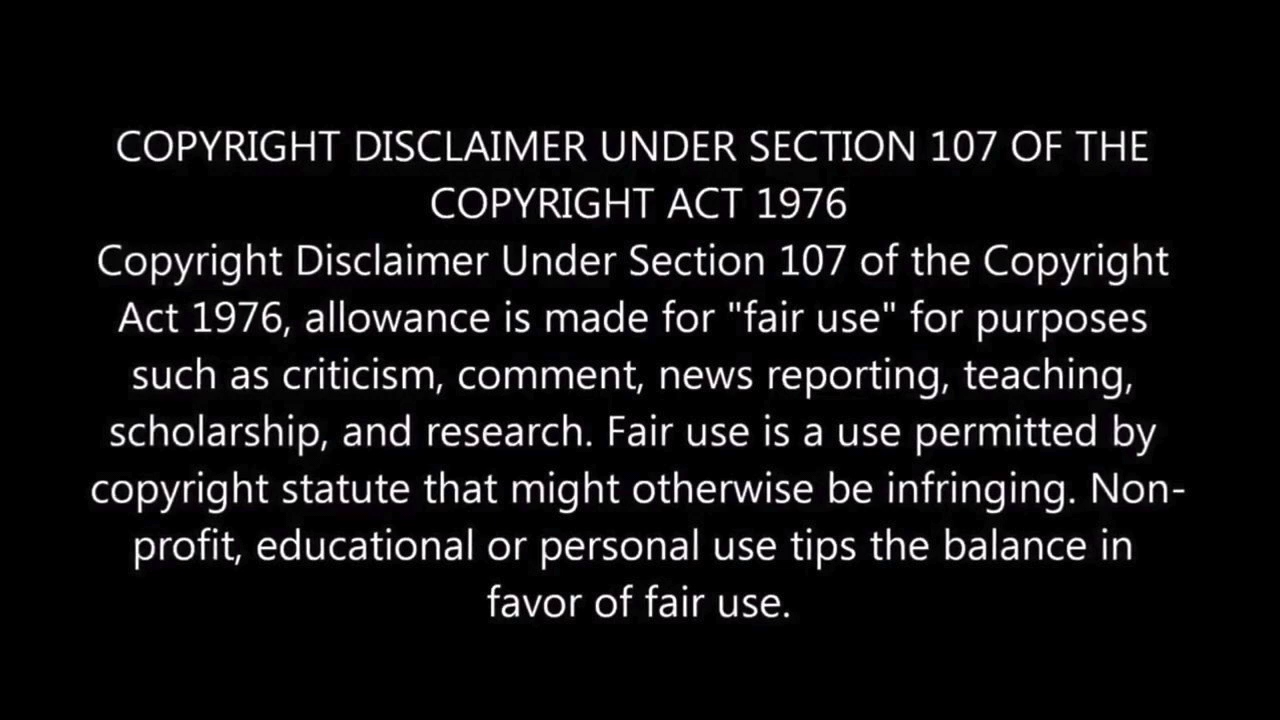 COPYRIGHT DISCLAIMER UNDER SECTION 107 OF THE
COPYRIGHT ACT 1976
Copyright Disclaimer Under Section 107 of the Copyright
Act 1976, allowance is made for "fair use" for purposes
such as criticism, comment, news reporting, teaching,
scholarship, and research. Fair use is a use permitted by
copyright statute that might otherwise be infringing. Non-
profit, educational or personal use tips the balance in
favor of fair use.